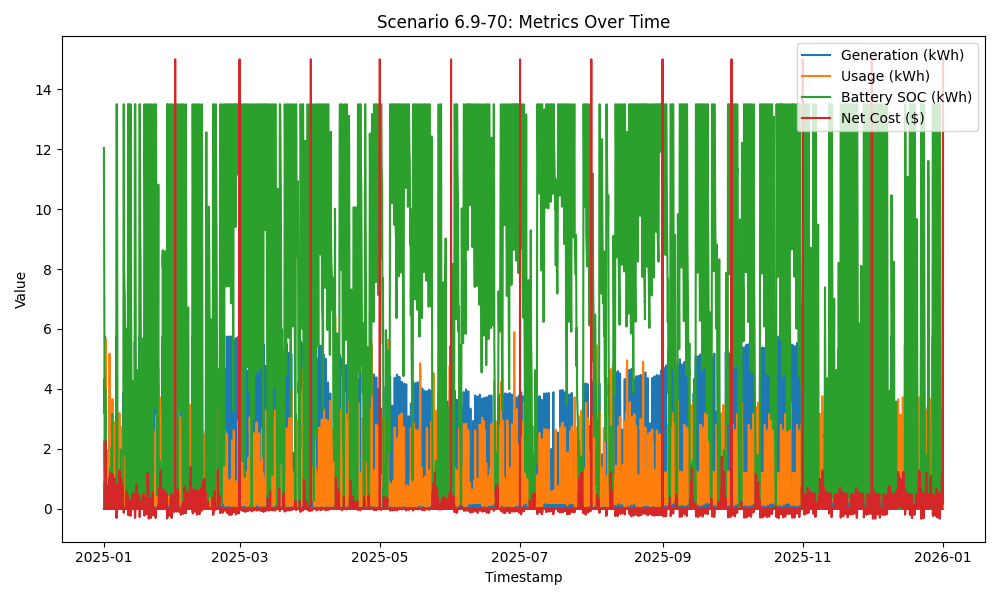 Scenario 6.9-70: Metrics Over Time
Generation (kWh)
Usage (kWh)
Battery SOC (kWh)
Net Cost ($)
Value
14
12
10
8
6
4
2
0
2025-01
2025-03
2025-05
2025-07
2025-09
2025-11
2026-01
Timestamp